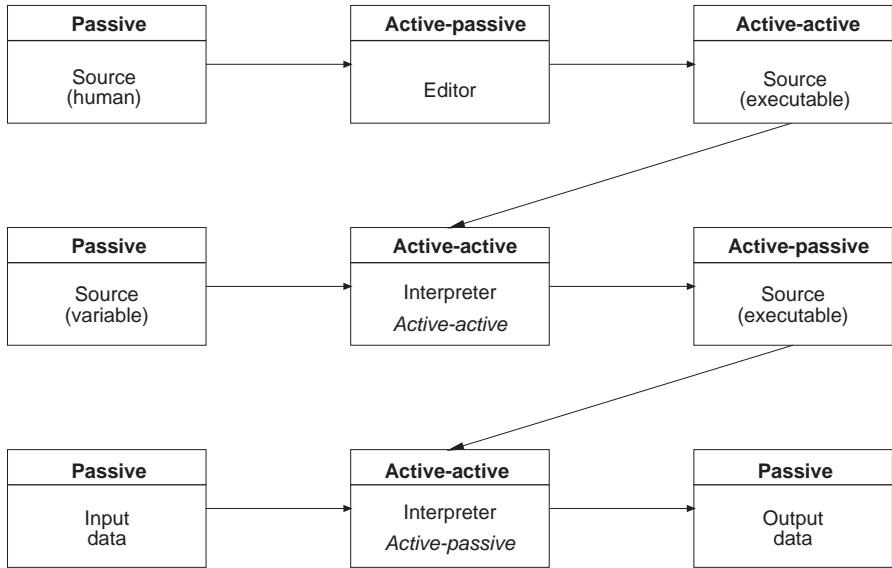 Passive
Source
(human)
Active-passive
Editor
Active-active
Source
(executable)
Passive
Source
(variable)
Active-active
Interpreter
Active-active
Active-passive
Source
(executable)
Passive
Input
data
Active-active
Interpreter
Active-passive
Passive
Output
data